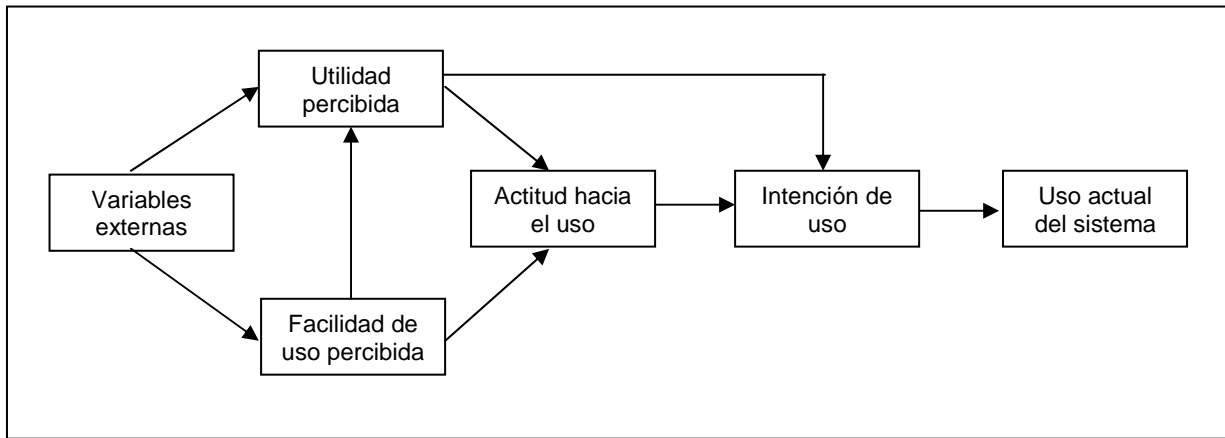 Utilidad
percibida
Variables
externas
Facilidad de
uso percibida
Actitud hacia
el uso
Intención de
uso
Uso actual
del sistema